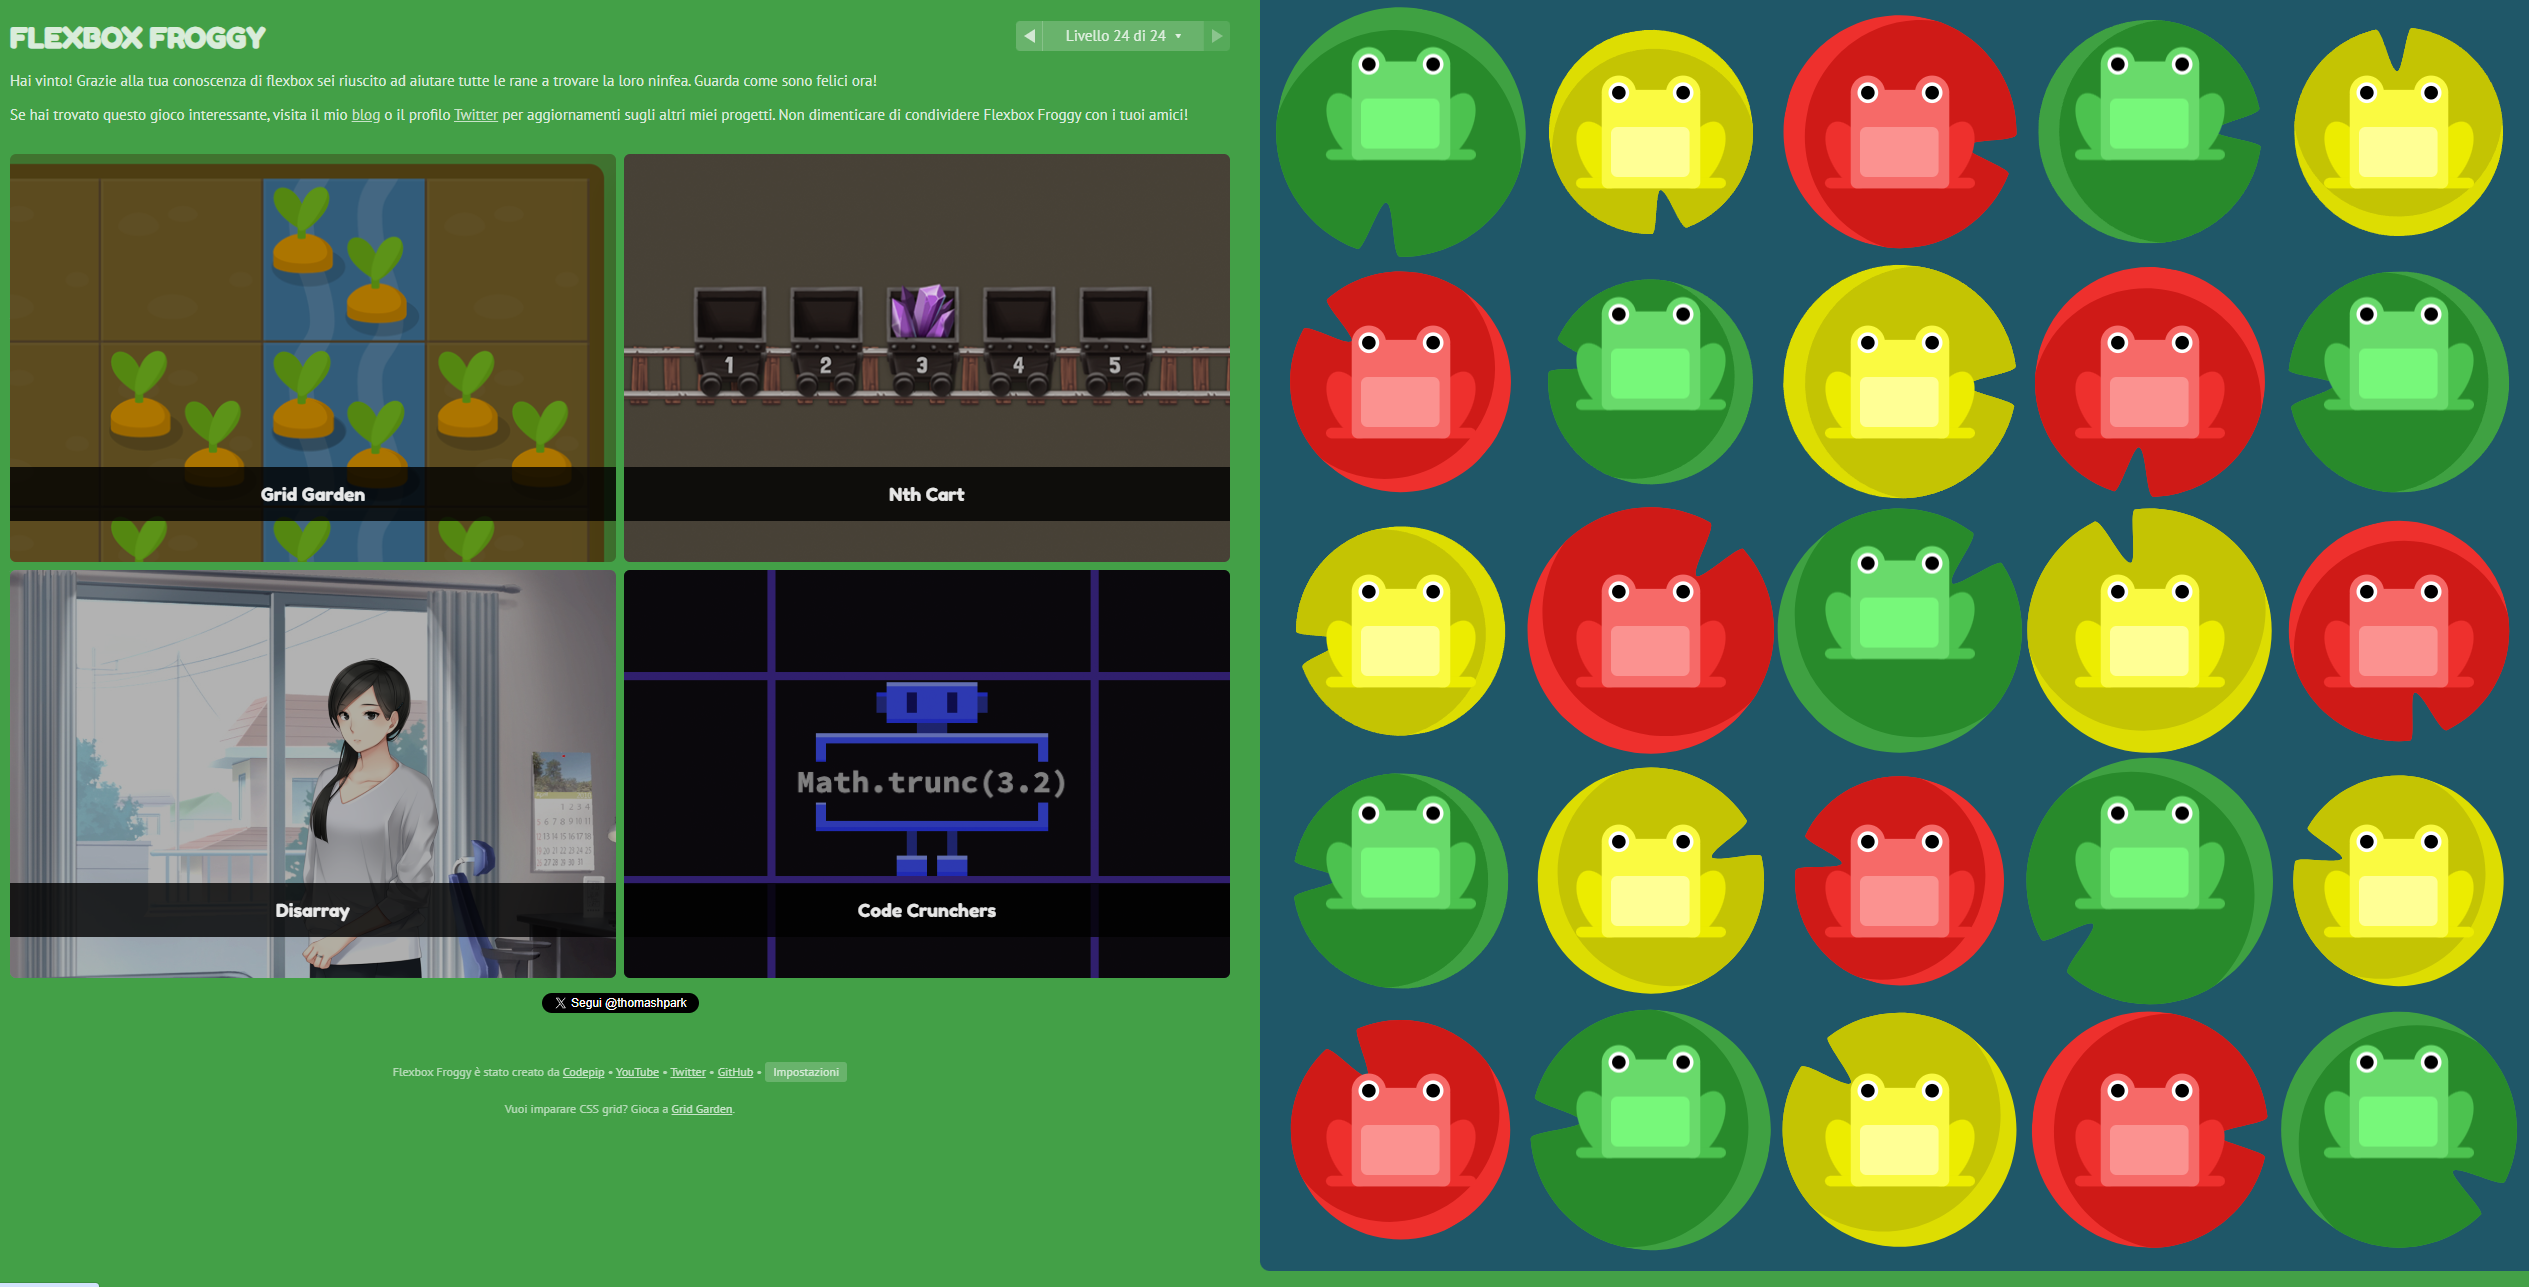 FLEXBOX FROGGY
Livello 24 di 24
Hai vinto! Grazie alla tua conoscenza di flexbox sei riuscito ad aiutare tutte le rane a trovare la loro ninfea. Guarda come sono felici ora!
Se hai trovato questo gioco interessante, visita il mio blog o il profilo Twitter per aggiornamenti sugli altri miei progetti. Non dimenticare di condividere Flexbox Froggy con i tuoi amici!
1 2 3 4 5
Grid Garden
Nth Cart
Math.trunc(3.2)
Disarray
Code Crunchers
Segui @thomashpark
Flexbox Froggy è stato creato da Codepip • YouTube • Twitter • GitHub • Impostazioni
Vuoi imparare CSS grid? Gioca a Grid Garden.